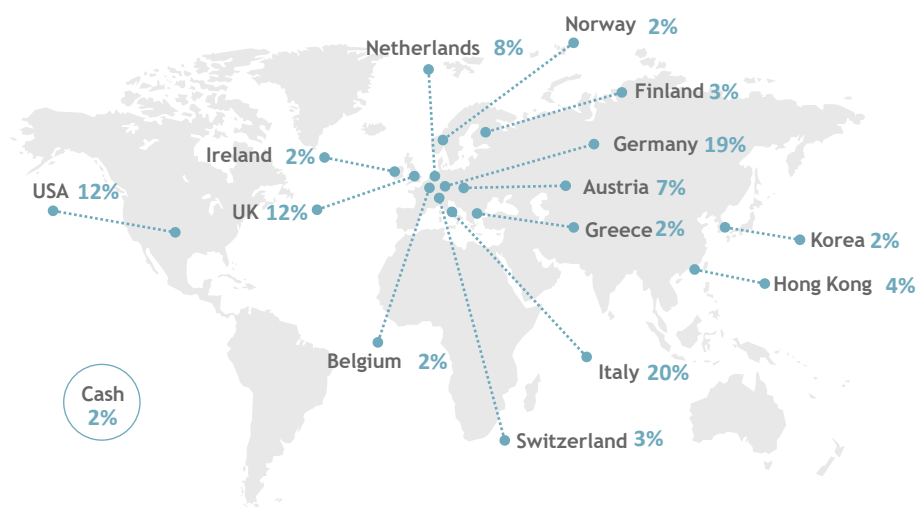 Norway 2%
Netherlands 8%
Finland 3%
Germany 19%
Ireland 2%
USA 12%
Austria 7%
UK 12%
Greece 2%
Korea 2%
Hong Kong 4%
Belgium 2%
Italy 20%
Cash
2%
Switzerland 3%